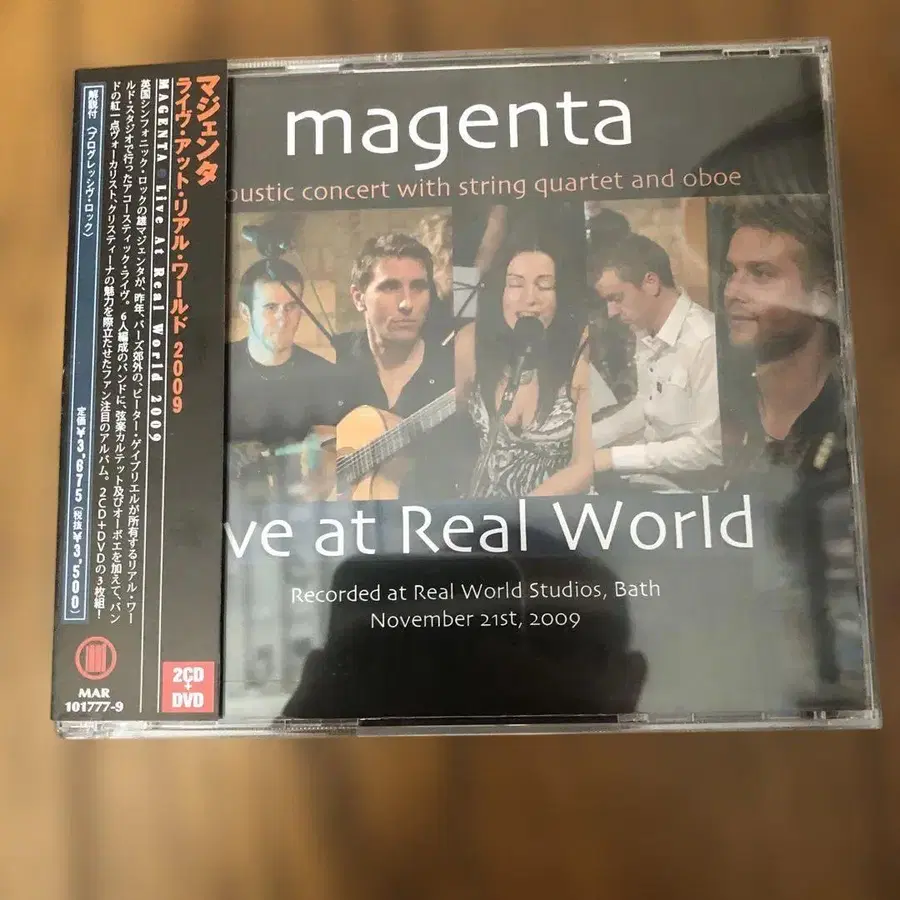 マジェンタ
ライヴ・アット・リアル・ワールド 2009
MAGENTA ● Live At Real World 2009
英国シンフォニック・ロックの雄マジェンタが、昨年、バーズ郊外の、ピーター・ゲイブリエルが所有するリアル・ワー
ルド・スタジオで行ったアコースティック・ライヴ。6人編成のバンドに、弦楽カルテット及びオーボエを加えて、バン
ドの紅一点ヴォーカリスト、クリスティーナの魅力を際立たせたファン注目のアルバム。2CD+DVDの3枚組!
解説付 〈プログレッシヴ・ロック〉
定価¥3,675(税抜¥3,500)
MAR
101777-9
2CD
+
DVD
magenta
oustic concert with string quartet and oboe
ve at Real World
Recorded at Real World Studios, Bath
November 21st, 2009